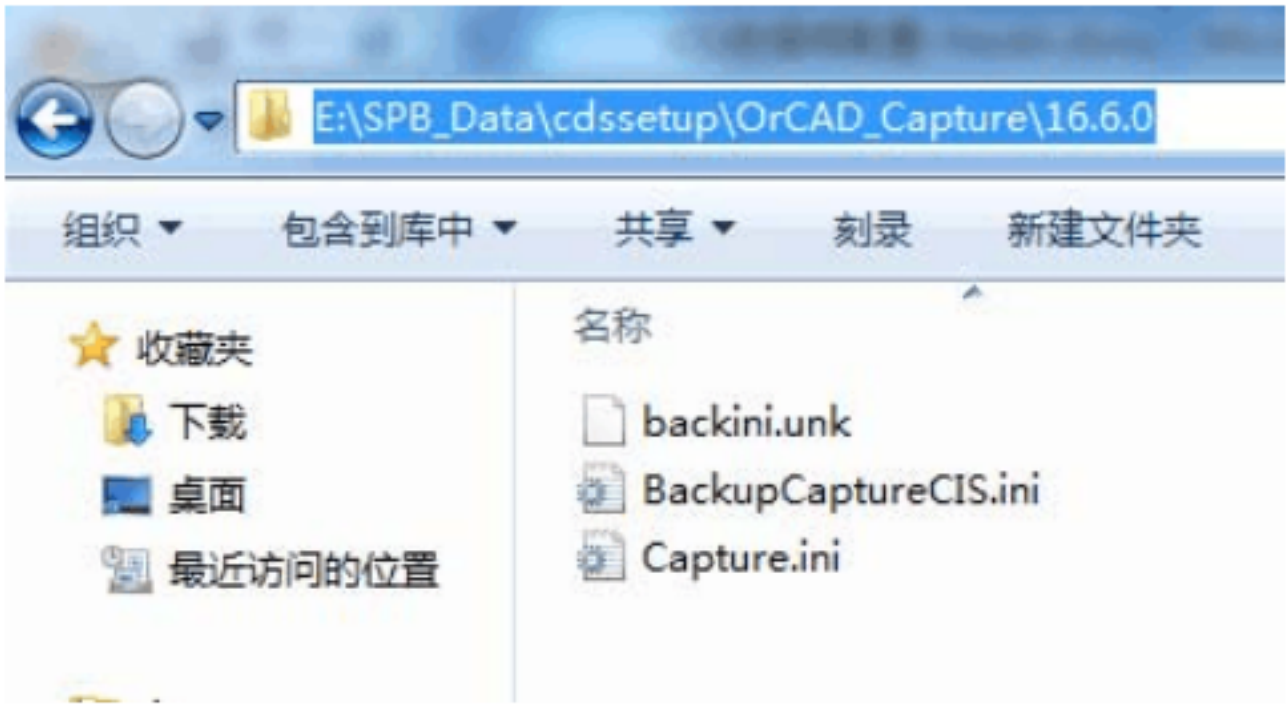 E:\SPB_Data\cdssetup\OrCAD_Capture\16.6.0
组织 包含到库中 共享 刻录 新建文件夹
收藏夹
下载
桌面
最近访问的位置
名称
backini.unk
BackupCaptureCIS.ini
Capture.ini